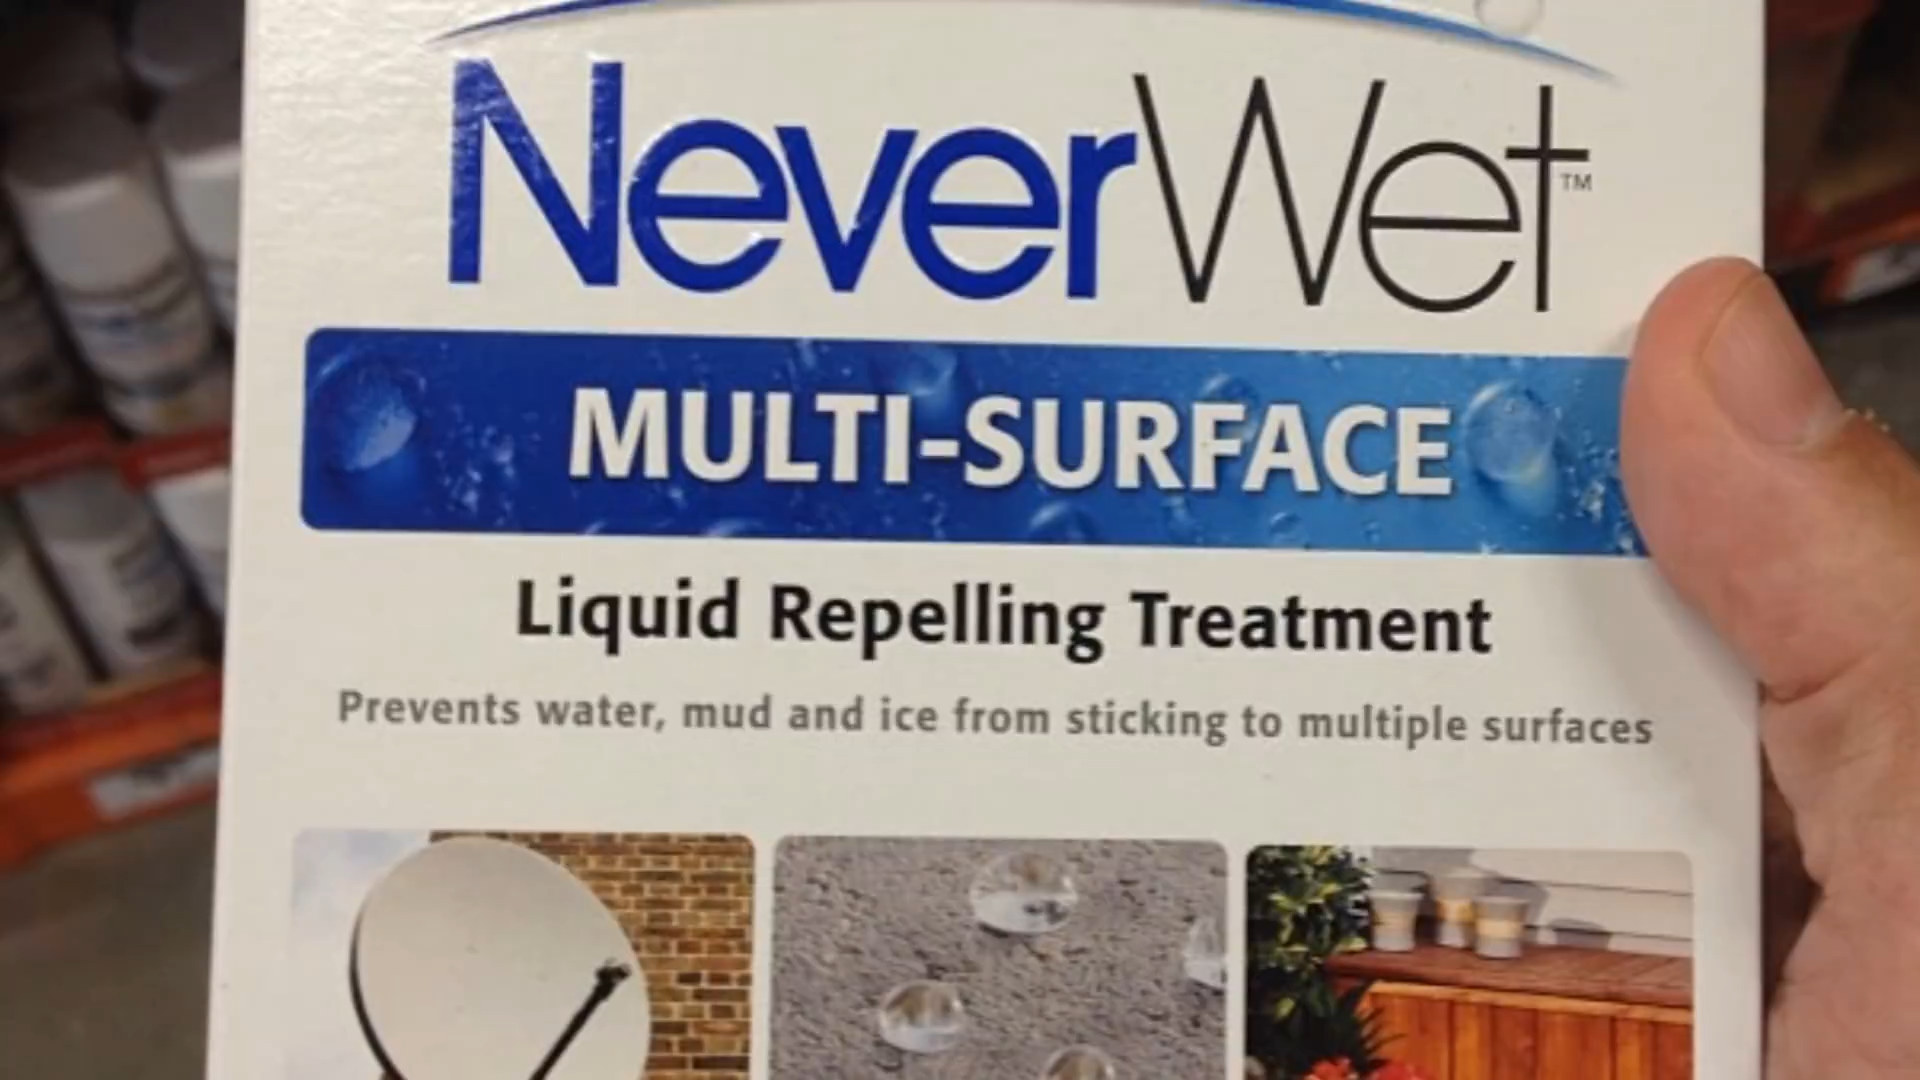 NeverWet™
MULTI-SURFACE
Liquid Repelling Treatment
Prevents water, mud and ice from sticking to multiple surfaces